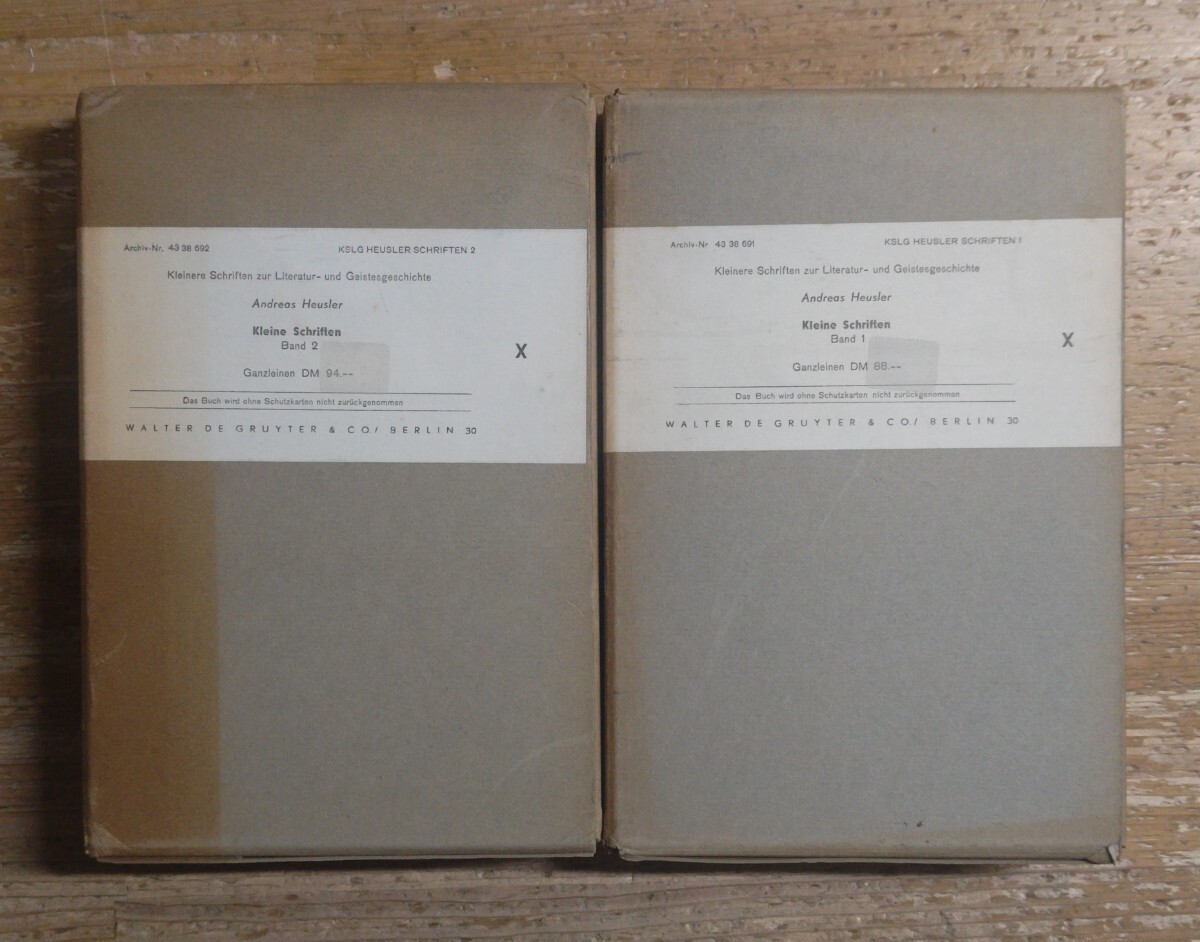 Archiv-Nr. 43 38 692 KSLG HEUSLER SCHRIFTEN 2
Kleinere Schriften zur Literatur- und Geistesgeschichte
Andreas Heusler
Kleine Schriften
Band 2
X
Ganzleinen DM 94.--
Das Buch wird ohne Schutzkarten nicht zurückgenommen
WALTER DE GRUYTER & CO / BERLIN 30
Archiv-Nr 43 38 691 KSLG HEUSLER SCHRIFTEN 1
Kleinere Schriften zur Literatur- und Geistesgeschichte
Andreas Heusler
Kleine Schriften
Band 1
X
Ganzleinen DM 88.--
Das Buch wird ohne Schutzkarten nicht zurückgenommen
WALTER DE GRUYTER & CO / BERLIN 30